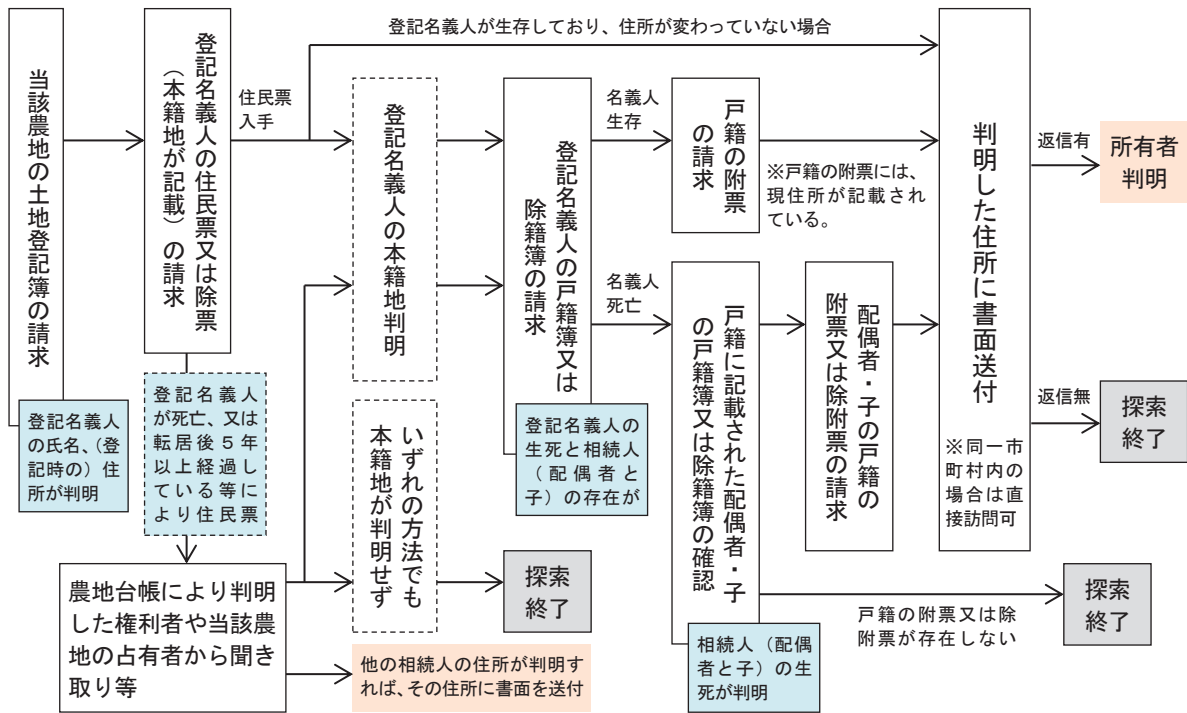 登記名義人が生存しており、住所が変わっていない場合
当該農地の土地登記簿の請求
登記名義人の氏名、(登記時の)住所が判明
登記名義人の住民票又は除票
(本籍地が記載)の請求
住民票
入手
登記名義人が死亡、又は転居後5年以上経過している等により住民票
農地台帳により判明
した権利者や当該農
地の占有者から聞き
取り等
登記名義人の本籍地判明
いずれの方法でも
本籍地が判明せず
探索
終了
他の相続人の住所が判明す
れば、その住所に書面を送付
登記名義人の戸籍簿又は
除籍簿の請求
登記名義人の
生死と相続人
(配偶者と
子)の存在が
名義人
生存
戸籍の附票
の請求
※戸籍の附票には、
現住所が記載され
ている。
名義人
死亡
戸籍に記載された配偶者・子
の戸籍簿又は除籍簿の確認
相続人(配偶
者と子)の生
死が判明
配偶者・子の戸籍の
附票又は除附票の請求
戸籍の附票又は除
附票が存在しない
探索
終了
判明した住所に書面送付
※同一市
町村内の
場合は直
接訪問可
返信有
所有者
判明
返信無
探索
終了